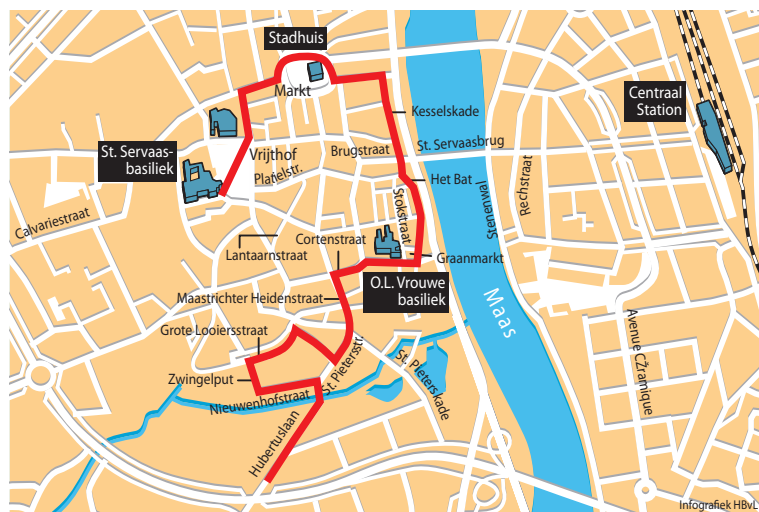 Stadhuis
Markt
Kesselskade
Centraal
Station
St. Servaas-
basiliek
Vrijthof
Brugstraat
St. Servaasbrug
Platielstr.
Het Bat
Rechstraat
Calvariestraat
Stokstraat
Stenenwal
Cortenstraat
Lantaarnstraat
Graanmarkt
O.L. Vrouwe
basiliek
Maastrichter Heidenstraat
Maas
Grote Looiersstraat
St. Pietersstr.
St. Pieterskade
Avenue CŽramique
Zwingelput
Nieuwenhofstraat
Hubertuslaan
Infografiek HBvL